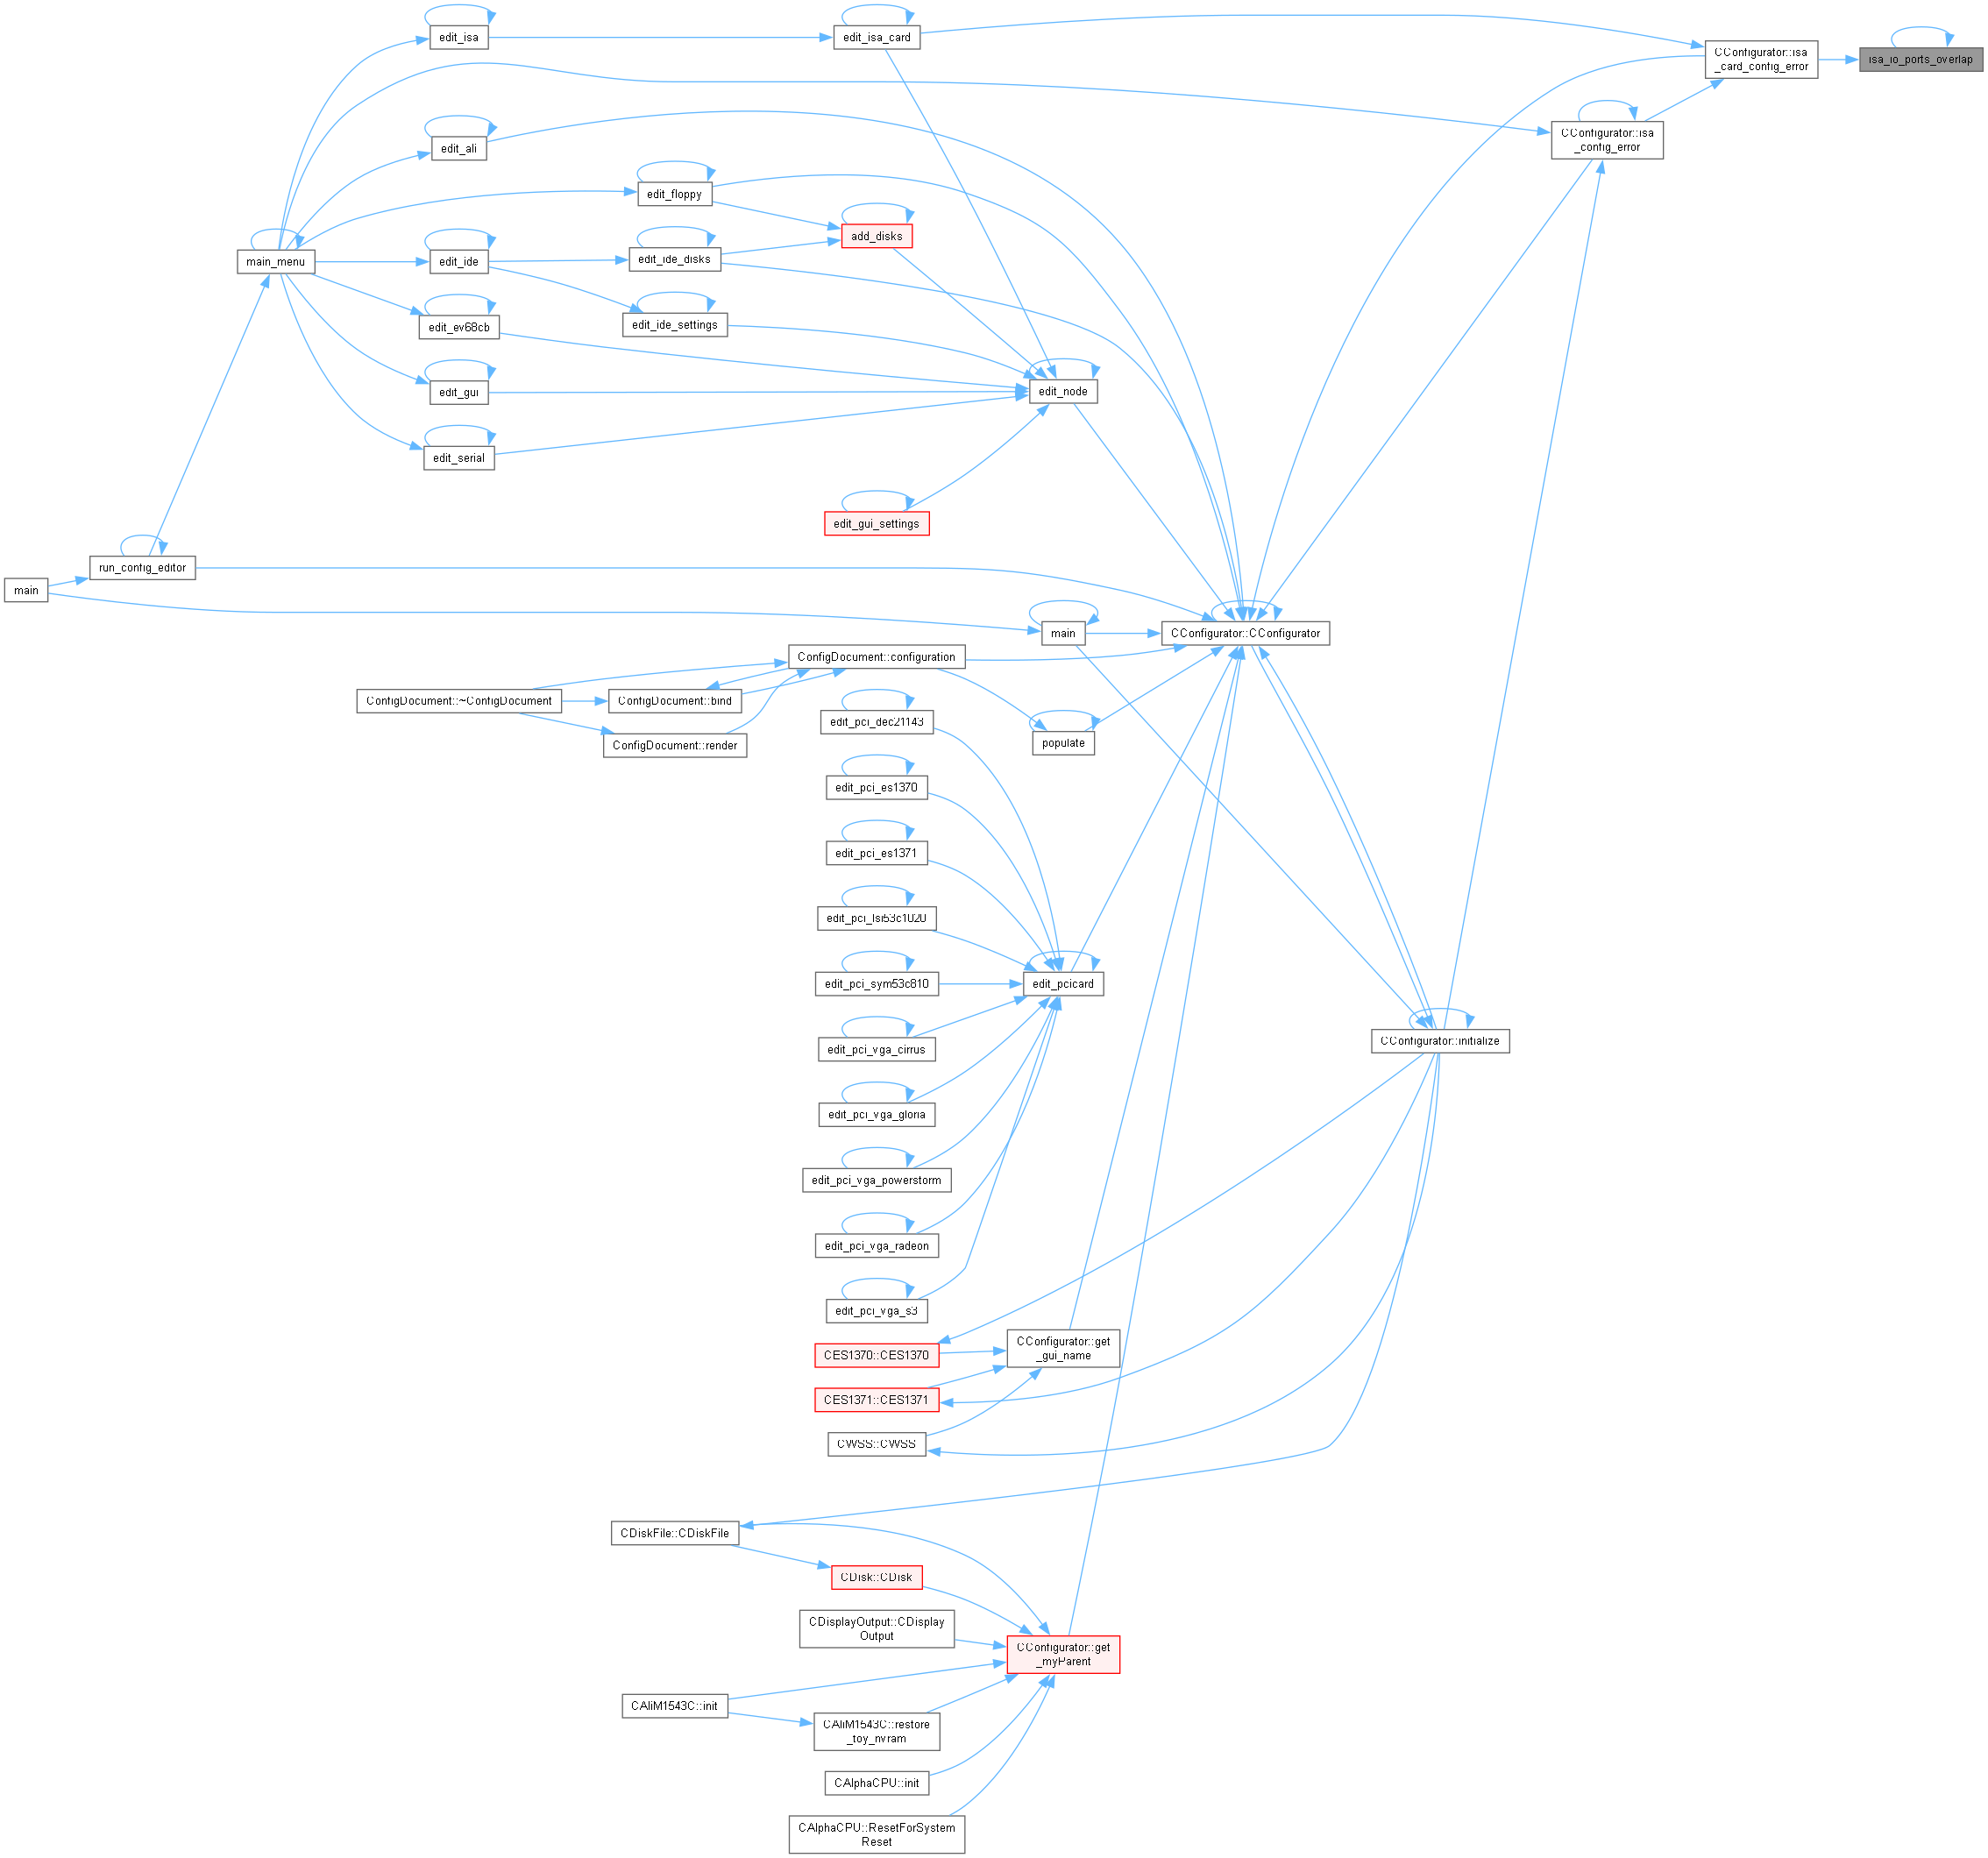 edit_isa
edit_isa_card
CConfigurator::isa
_card_config_error
isa_io_ports_overlap
edit_ali
CConfigurator::isa
_config_error
edit_floppy
add_disks
main_menu
edit_ide
edit_ide_disks
edit_ev68cb
edit_ide_settings
edit_gui
edit_node
edit_serial
edit_gui_settings
run_config_editor
main
main
CConfigurator::CConfigurator
ConfigDocument::configuration
ConfigDocument::~ConfigDocument
ConfigDocument::bind
edit_pci_dec21143
ConfigDocument::render
populate
edit_pci_es1370
edit_pci_es1371
edit_pci_lsi53c1020
edit_pci_sym53c810
edit_pcicard
edit_pci_vga_cirrus
CConfigurator::initialize
edit_pci_vga_gloria
edit_pci_vga_powerstorm
edit_pci_vga_radeon
edit_pci_vga_s3
CES1370::CES1370
CConfigurator::get
_gui_name
CES1371::CES1371
CWSS::CWSS
CDiskFile::CDiskFile
CDisk::CDisk
CDisplayOutput::CDisplay
Output
CConfigurator::get
_myParent
CAliM1543C::init
CAliM1543C::restore
_toy_nvram
CAlphaCPU::init
CAlphaCPU::ResetForSystem
Reset